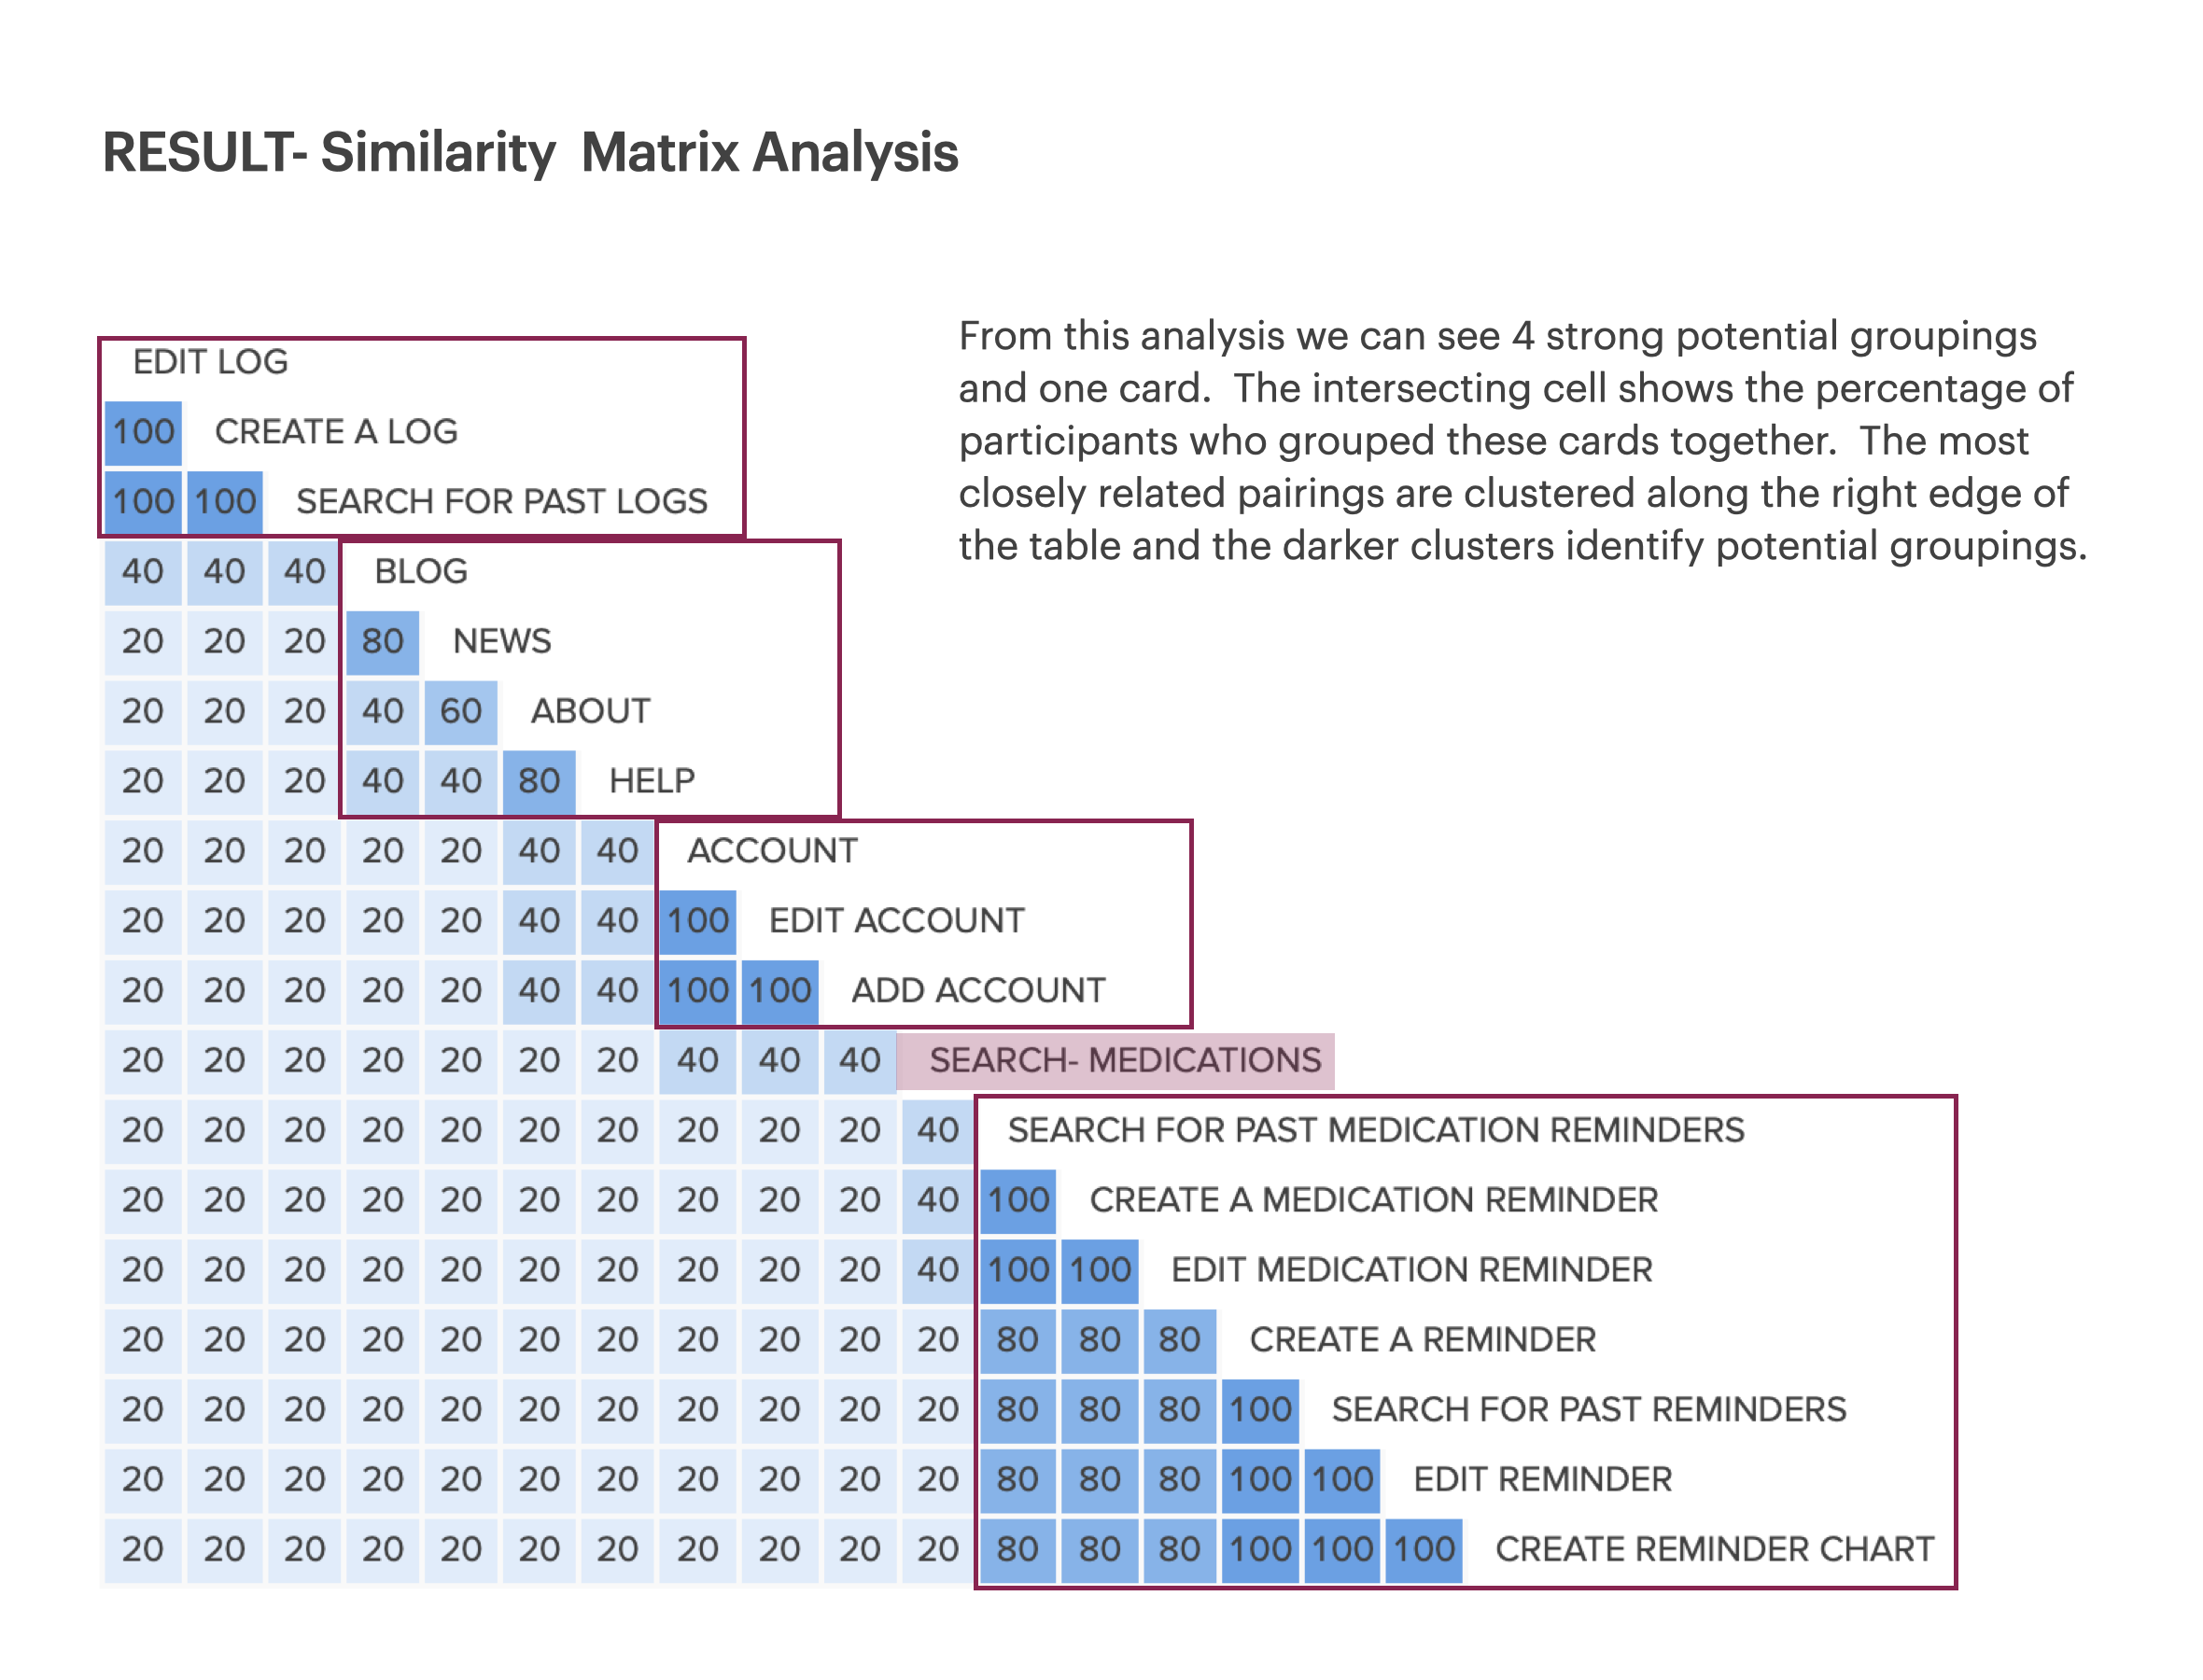 RESULT- Similarity  Matrix Analysis
From this analysis we can see 4 strong potential groupings
and one card.  The intersecting cell shows the percentage of
participants who grouped these cards together.  The most
closely related pairings are clustered along the right edge of
the table and the darker clusters identify potential groupings.
EDIT LOG
100 CREATE A LOG
100 100 SEARCH FOR PAST LOGS
40 40 40 BLOG
20 20 20 80 NEWS
20 20 20 40 60 ABOUT
20 20 20 40 40 80 HELP
20 20 20 20 20 40 40 ACCOUNT
20 20 20 20 20 40 40 100 EDIT ACCOUNT
20 20 20 20 20 40 40 100 100 ADD ACCOUNT
20 20 20 20 20 20 20 40 40 40 SEARCH- MEDICATIONS
20 20 20 20 20 20 20 20 20 20 40 SEARCH FOR PAST MEDICATION REMINDERS
20 20 20 20 20 20 20 20 20 20 40 100 CREATE A MEDICATION REMINDER
20 20 20 20 20 20 20 20 20 20 40 100 100 EDIT MEDICATION REMINDER
20 20 20 20 20 20 20 20 20 20 20 80 80 80 CREATE A REMINDER
20 20 20 20 20 20 20 20 20 20 20 80 80 80 100 SEARCH FOR PAST REMINDERS
20 20 20 20 20 20 20 20 20 20 20 80 80 80 100 100 EDIT REMINDER
20 20 20 20 20 20 20 20 20 20 20 80 80 80 100 100 100 CREATE REMINDER CHART